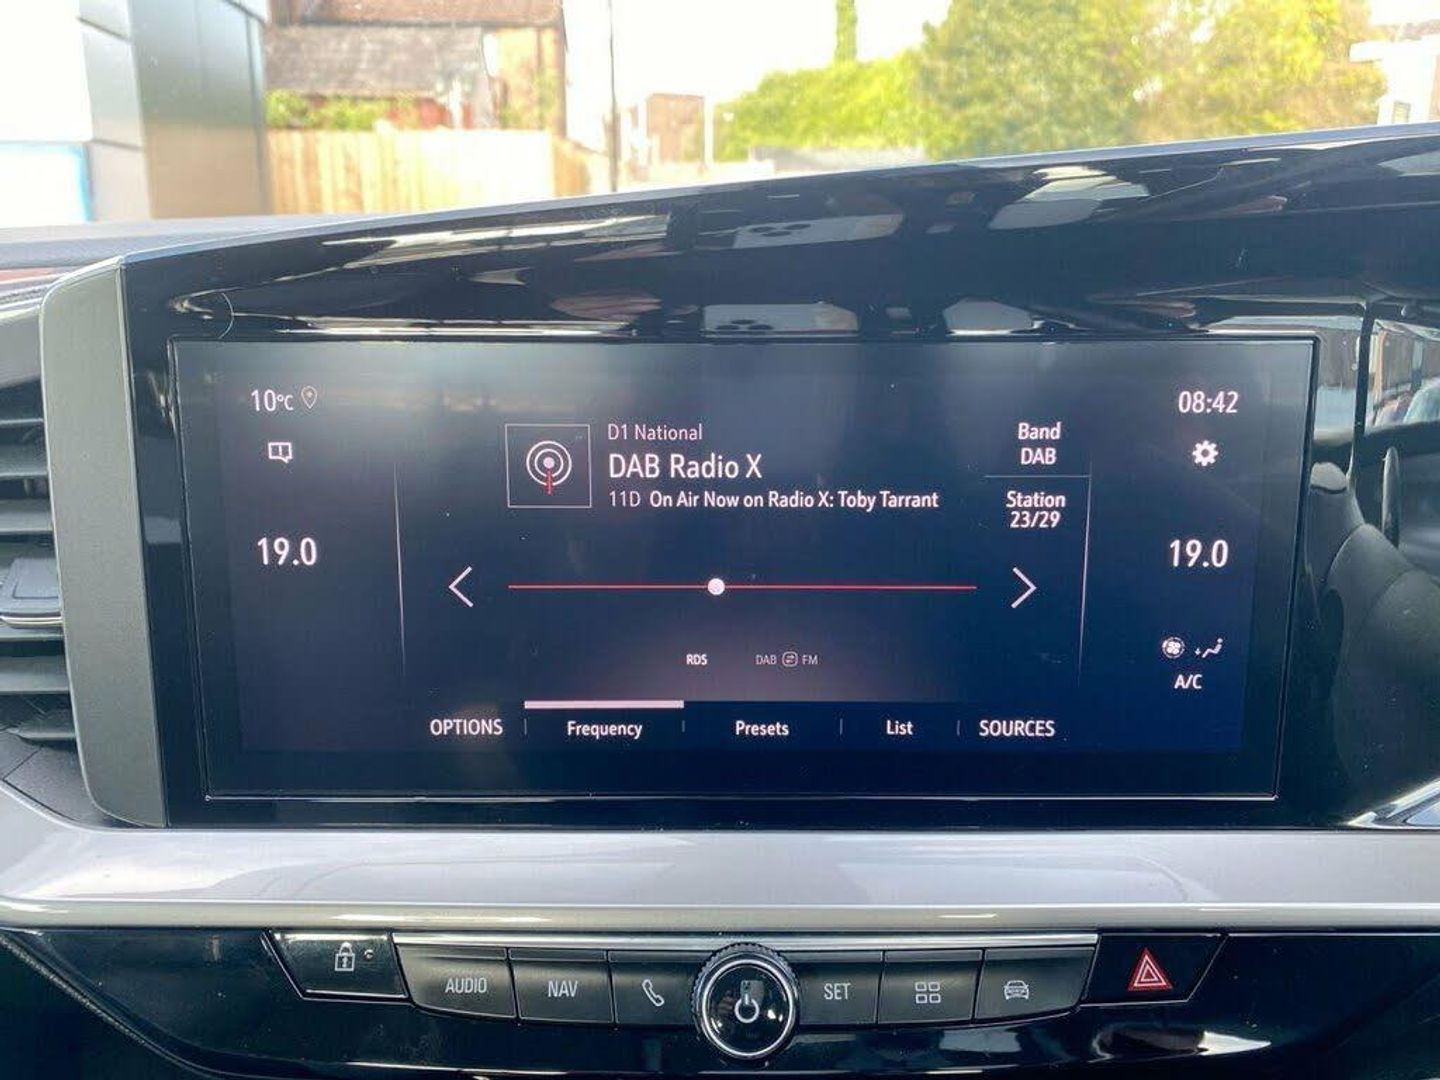 10°C
08:42
D1 National
DAB Radio X
11D On Air Now on Radio X: Toby Tarrant
Band
DAB
Station
23/29
19.0
19.0
RDS
DAB FM
A/C
OPTIONS
Frequency
Presets
List
SOURCES
AUDIO
NAV
SET